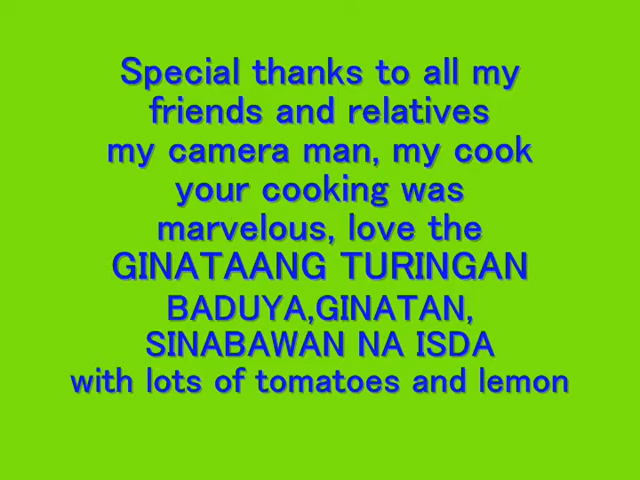 Special thanks to all my
friends and relatives
my camera man, my cook
your cooking was
marvelous, love the
GINATAANG TURINGAN
BADUYA,GINATAN,
SINABAWAN NA ISDA
with lots of tomatoes and lemon